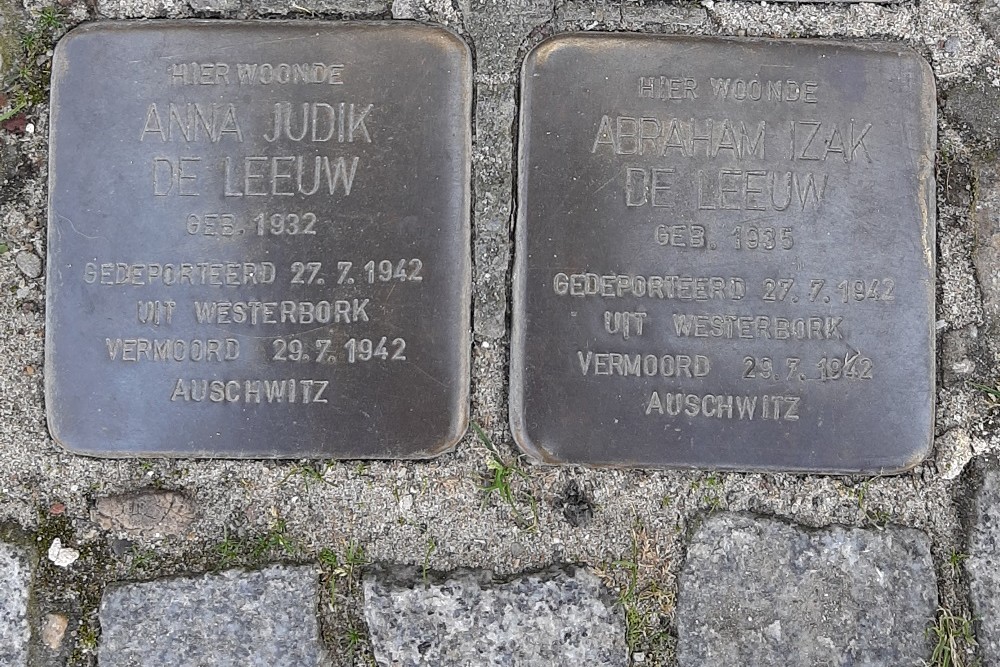 HIER WOONDE
ANNA JUDIK
DE LEEUW
GEB. 1932
GEDEPORTEERD 27.7.1942
UIT WESTERBORK
VERMOORD 29.7.1942
AUSCHWITZ
HIER WOONDE
ABRAHAM IZAK
DE LEEUW
GEB. 1935
GEDEPORTEERD 27.7.1942
UIT WESTERBORK
VERMOORD 29.7.1942
AUSCHWITZ